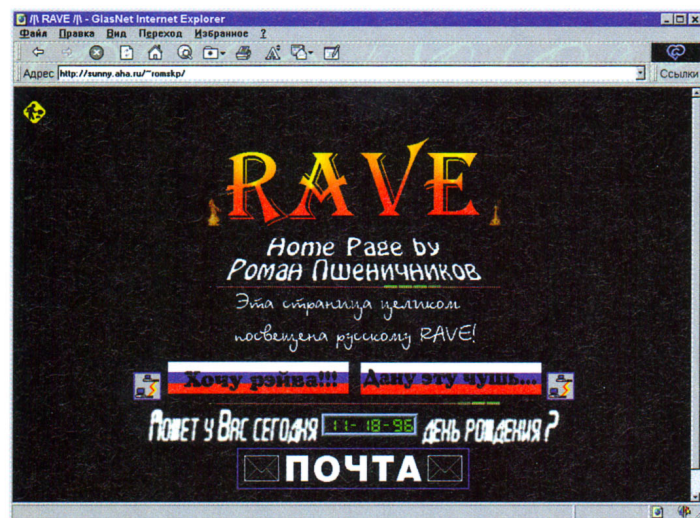 /|\ RAVE /|\ - GlasNet Internet Explorer
Файл Правка Вид Переход Избранное ?
Адрес http://sunny.aha.ru/~romskp/ Ссылки
RAVE
Home Page by
Роман Пшеничников
Эта страница целиком
посвещена русскому RAVE!
Хочу рэйва!!! Дану эту чушь...
Может у Вас сегодня 11-18-96 день рождения?
ПОЧТА